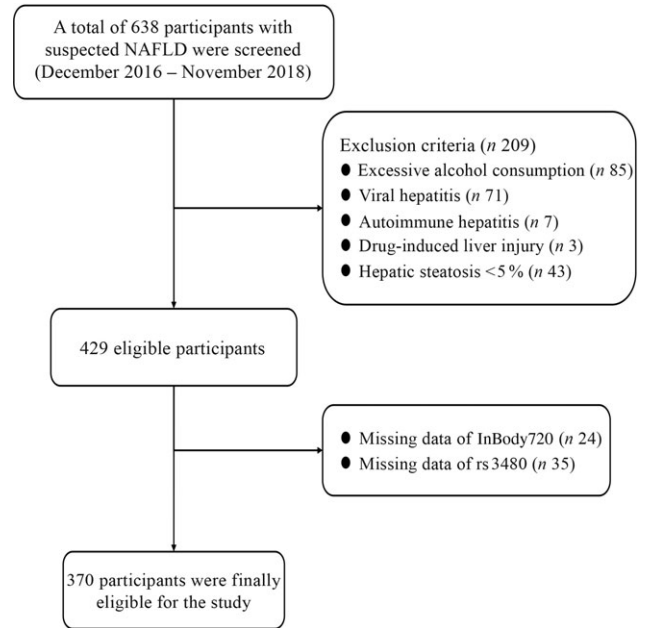 A total of 638 participants with
suspected NAFLD were screened
(December 2016 – November 2018)
Exclusion criteria (n 209)
● Excessive alcohol consumption (n 85)
● Viral hepatitis (n 71)
● Autoimmune hepatitis (n 7)
● Drug-induced liver injury (n 3)
● Hepatic steatosis <5 % (n 43)
429 eligible participants
● Missing data of InBody720 (n 24)
● Missing data of rs3480 (n 35)
370 participants were finally
eligible for the study